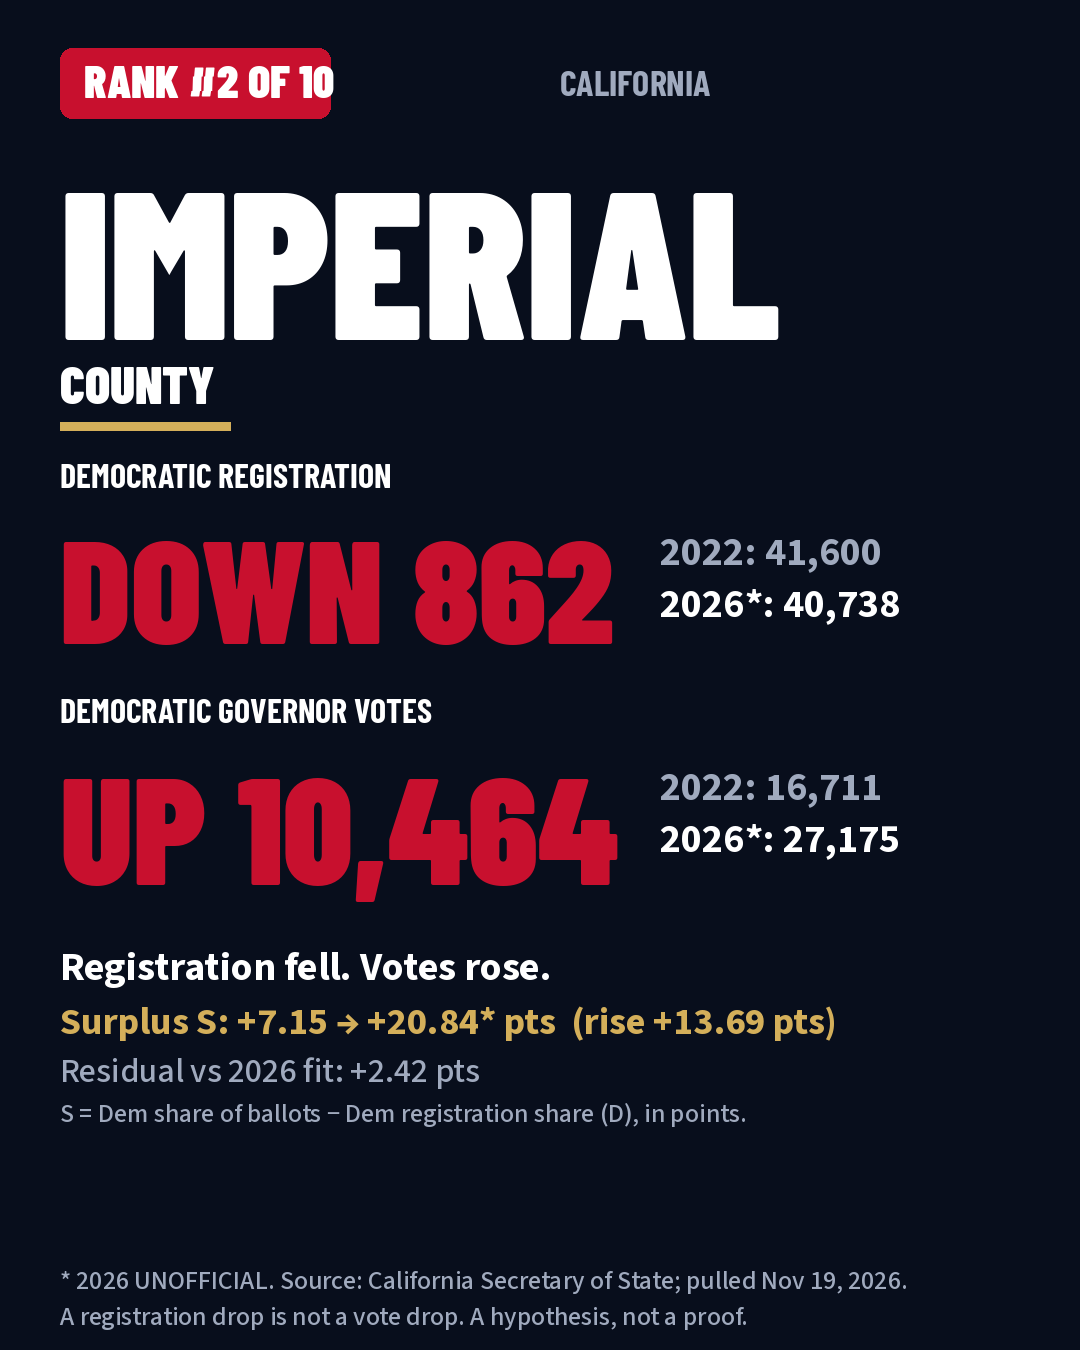 RANK #2 OF 10
CALIFORNIA
IMPERIAL
COUNTY
DEMOCRATIC REGISTRATION
DOWN 862
2022: 41,600
2026*: 40,738
DEMOCRATIC GOVERNOR VOTES
UP 10,464
2022: 16,711
2026*: 27,175
Registration fell. Votes rose.
Surplus S: +7.15 → +20.84* pts (rise +13.69 pts)
Residual vs 2026 fit: +2.42 pts
S = Dem share of ballots − Dem registration share (D), in points.
* 2026 UNOFFICIAL. Source: California Secretary of State; pulled Nov 19, 2026.
A registration drop is not a vote drop. A hypothesis, not a proof.